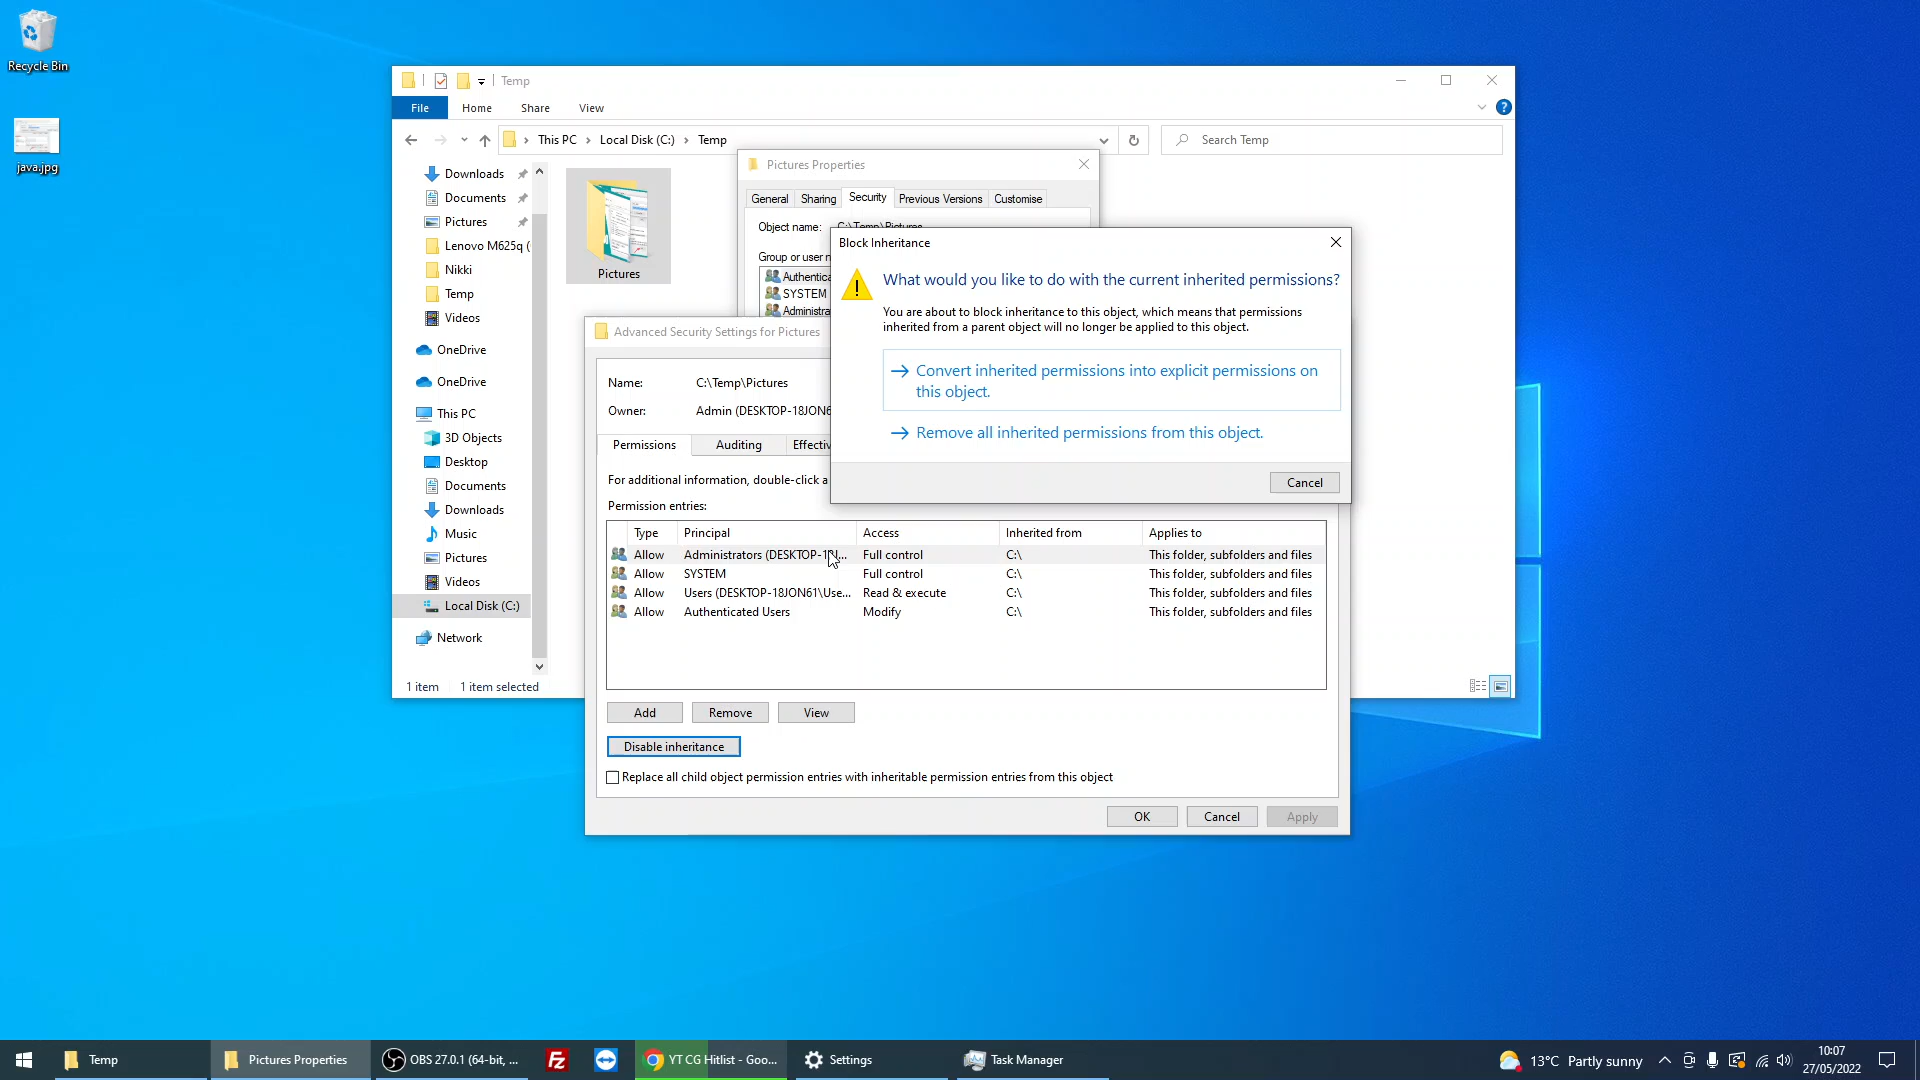 Recycle Bin
java.jpg
Temp
File
Home
Share
View
This PC
Local Disk (C:)
Temp
Search Temp
Downloads
Documents
Pictures
Lenovo M625q (
Nikki
Temp
Videos
OneDrive
OneDrive
This PC
3D Objects
Desktop
Documents
Downloads
Music
Pictures
Videos
Local Disk (C:)
Network
1 item
1 item selected
Pictures
Pictures Properties
General
Sharing
Security
Previous Versions
Customise
Object name:
C:\Temp\Pictures
Group or user n
Authentica
SYSTEM
Administra
Block Inheritance
What would you like to do with the current inherited permissions?
You are about to block inheritance to this object, which means that permissions
inherited from a parent object will no longer be applied to this object.
Convert inherited permissions into explicit permissions on
this object.
Remove all inherited permissions from this object.
Cancel
Advanced Security Settings for Pictures
Name:
C:\Temp\Pictures
Owner:
Admin (DESKTOP-18JON6
Permissions
Auditing
Effectiv
For additional information, double-click a
Permission entries:
Type Principal Access Inherited from Applies to
Allow Administrators (DESKTOP-1 Full control C:\ This folder, subfolders and files
Allow SYSTEM Full control C:\ This folder, subfolders and files
Allow Users (DESKTOP-18JON61\Use... Read & execute C:\ This folder, subfolders and files
Allow Authenticated Users Modify C:\ This folder, subfolders and files
Add
Remove
View
Disable inheritance
Replace all child object permission entries with inheritable permission entries from this object
OK
Cancel
Apply
Temp
Pictures Properties
OBS 27.0.1 (64-bit, ...
YT CG Hitlist - Goo...
Settings
Task Manager
13°C Partly sunny
10:07
27/05/2022